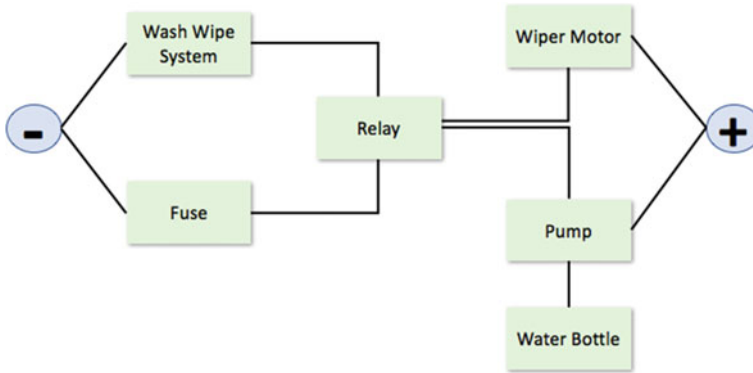 Wash Wipe
System
Wiper Motor
-
Relay
+
Fuse
Pump
Water Bottle